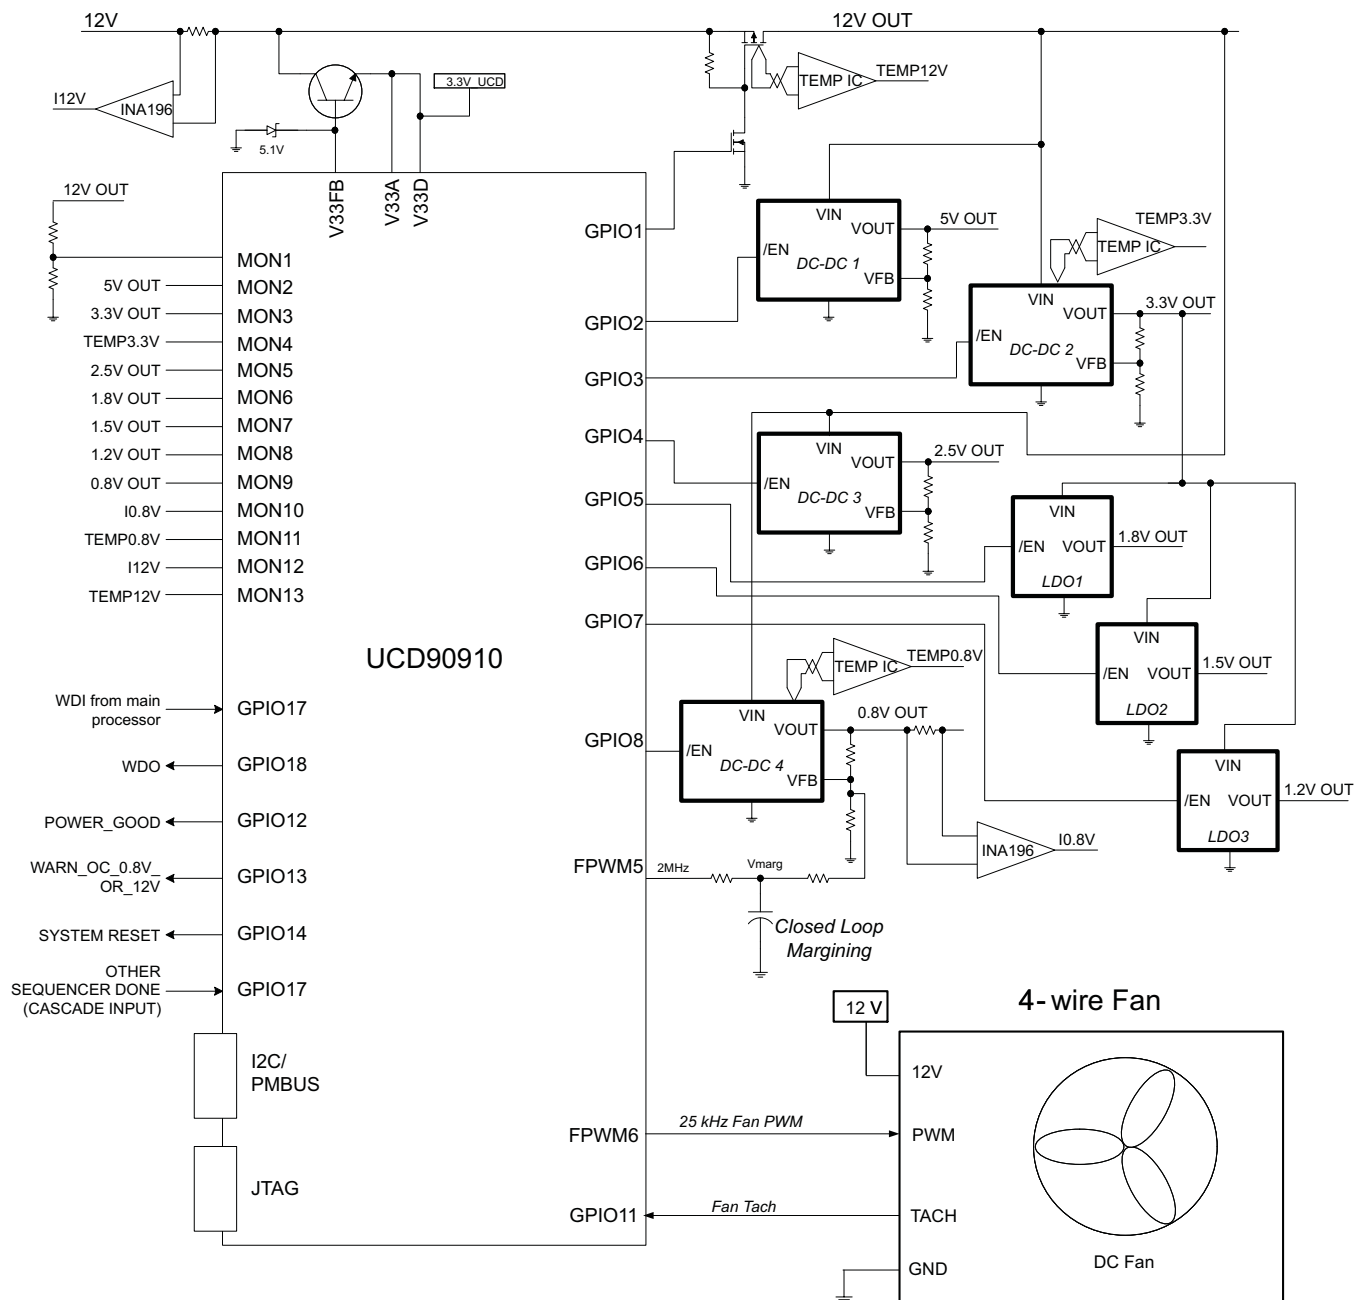 12V
12V OUT
I12V
INA196
5.1V
3.3V_UCD
TEMP IC
TEMP12V
V33FB
V33A
V33D
12V OUT
MON1
5V OUT
MON2
3.3V OUT
MON3
TEMP3.3V
MON4
2.5V OUT
MON5
1.8V OUT
MON6
1.5V OUT
MON7
1.2V OUT
MON8
0.8V OUT
MON9
I0.8V
MON10
TEMP0.8V
MON11
I12V
MON12
TEMP12V
MON13
UCD90910
WDI from main
processor
GPIO17
WDO
GPIO18
POWER_GOOD
GPIO12
WARN_OC_0.8V_
OR_12V
GPIO13
SYSTEM RESET
GPIO14
OTHER
SEQUENCER DONE
(CASCADE INPUT)
GPIO17
I2C/
PMBUS
JTAG
GPIO1
GPIO2
GPIO3
GPIO4
GPIO5
GPIO6
GPIO7
GPIO8
FPWM5
FPWM6
GPIO11
VIN
VOUT
/EN
DC-DC 1
VFB
5V OUT
TEMP IC
TEMP3.3V
VIN
VOUT
/EN
DC-DC 2
VFB
3.3V OUT
VIN
VOUT
/EN
DC-DC 3
VFB
2.5V OUT
VIN
/EN
VOUT
LDO1
1.8V OUT
VIN
/EN
VOUT
LDO2
1.5V OUT
VIN
/EN
VOUT
LDO3
1.2V OUT
TEMP IC
TEMP0.8V
VIN
VOUT
/EN
DC-DC 4
VFB
0.8V OUT
INA196
I0.8V
2MHz
Vmarg
Closed Loop
Margining
4-wire Fan
12 V
12V
25 kHz Fan PWM
PWM
Fan Tach
TACH
GND
DC Fan